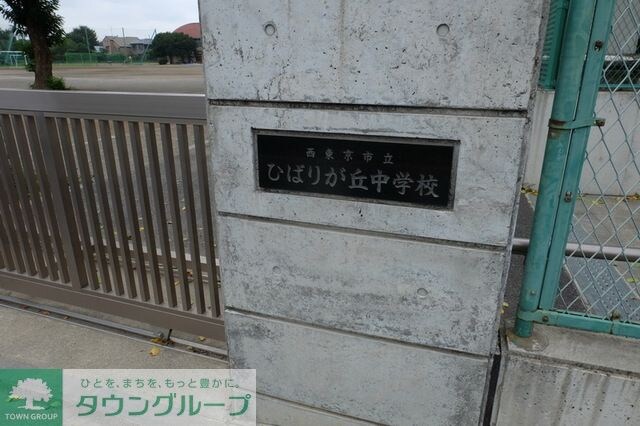 西東京市立
ひばりが丘中学校
ひとを、まちを、もっと豊かに。
TOWN GROUP
タウングループ